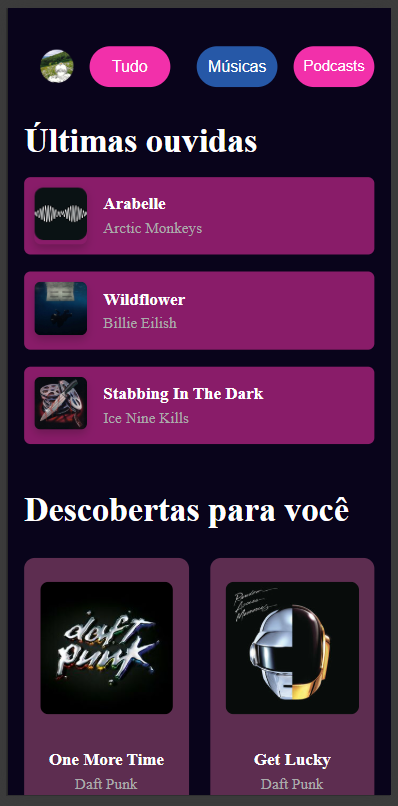 Tudo
Músicas
Podcasts
Últimas ouvidas
Arabelle
Arctic Monkeys
Wildflower
Billie Eilish
Stabbing In The Dark
Ice Nine Kills
Descobertas para você
daft
punk
Random
Access
Memories
One More Time
Get Lucky
Daft Punk
Daft Punk